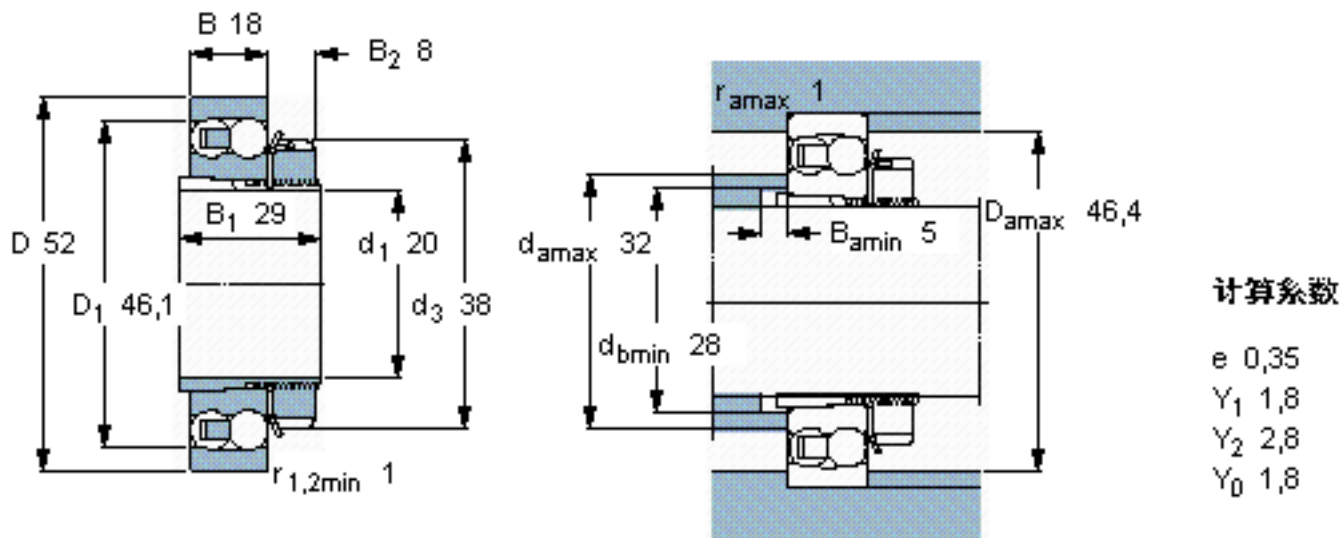 B 18
B2 8
B1 29
D 52
d1 20
D1 46,1
d3 38
r1,2min 1
ramax 1
Bamin 5
Damax 46,4
damax 32
dbmin 28
计算系数
e 0,35
Y1 1,8
Y2 2,8
Y0 1,8